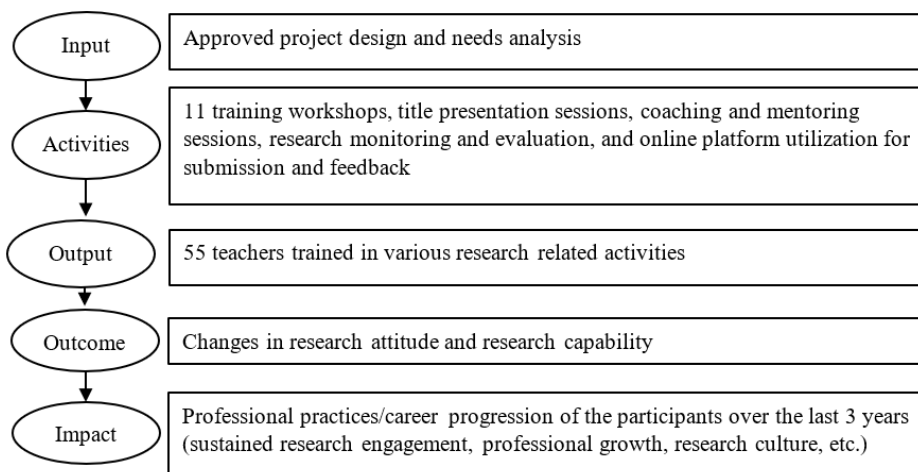 Input
Approved project design and needs analysis
Activities
11 training workshops, title presentation sessions, coaching and mentoring
sessions, research monitoring and evaluation, and online platform utilization for
submission and feedback
Output
55 teachers trained in various research related activities
Outcome
Changes in research attitude and research capability
Impact
Professional practices/career progression of the participants over the last 3 years
(sustained research engagement, professional growth, research culture, etc.)